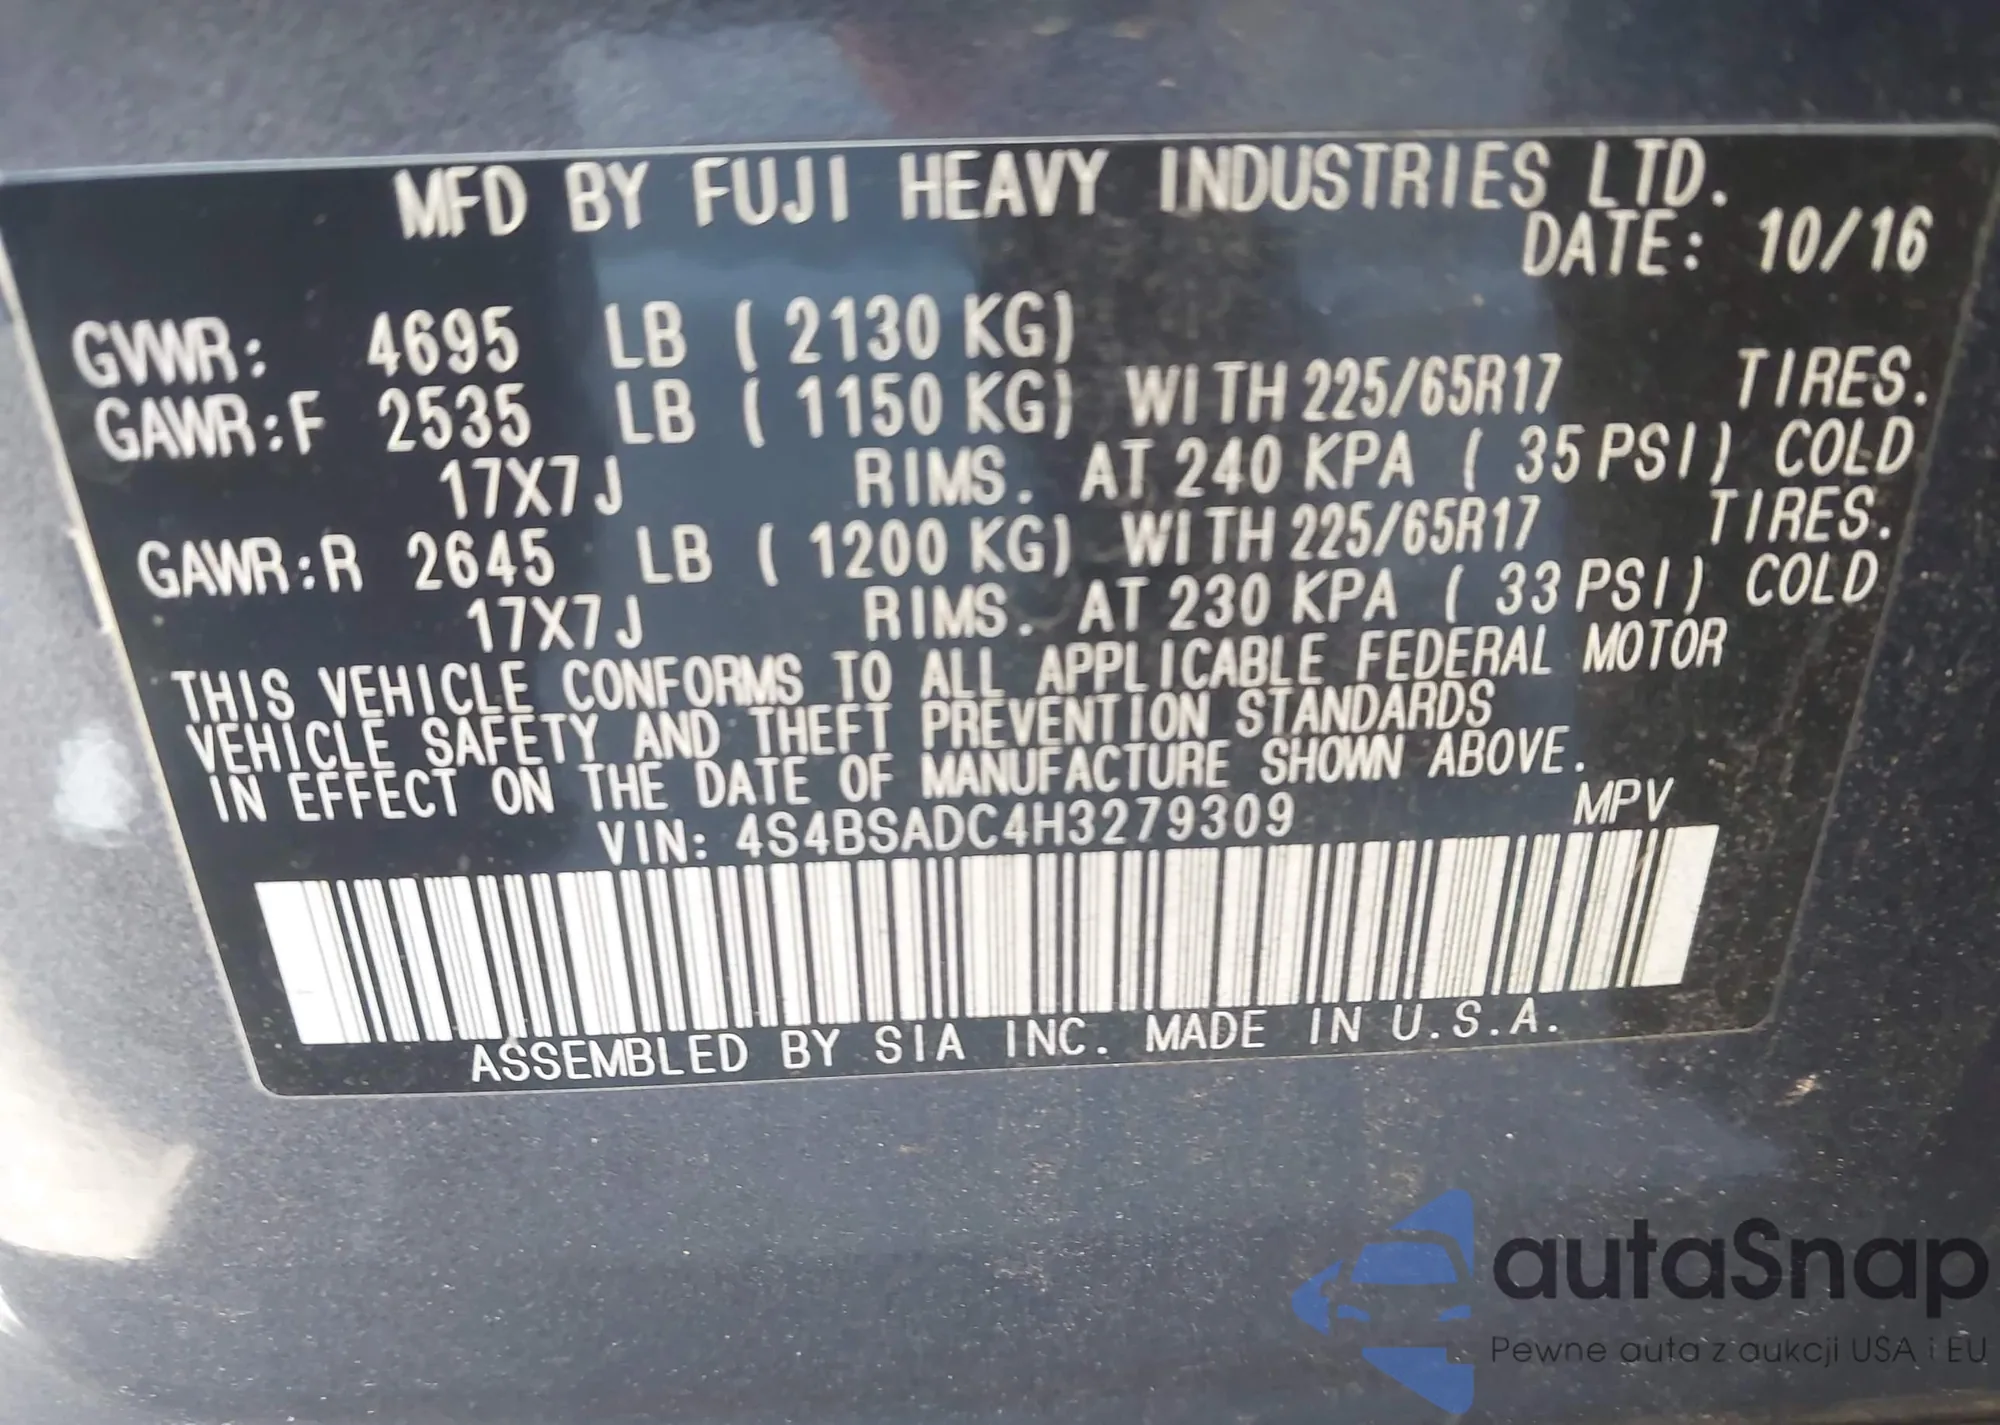 MFD BY FUJI HEAVY INDUSTRIES LTD.
DATE: 10/16
GVWR: 4695 LB ( 2130 KG)
GAWR:F 2535 LB ( 1150 KG) WITH 225/65R17 TIRES.
17X7J RIMS. AT 240 KPA ( 35 PSI) COLD
GAWR:R 2645 LB ( 1200 KG) WITH 225/65R17 TIRES.
17X7J RIMS. AT 230 KPA ( 33 PSI) COLD
THIS VEHICLE CONFORMS TO ALL APPLICABLE FEDERAL MOTOR
VEHICLE SAFETY AND THEFT PREVENTION STANDARDS
IN EFFECT ON THE DATE OF MANUFACTURE SHOWN ABOVE.
VIN: 4S4BSADC4H3279309 MPV
ASSEMBLED BY SIA INC. MADE IN U.S.A.
autaSnap
Pewne auta z aukcji USA i EU